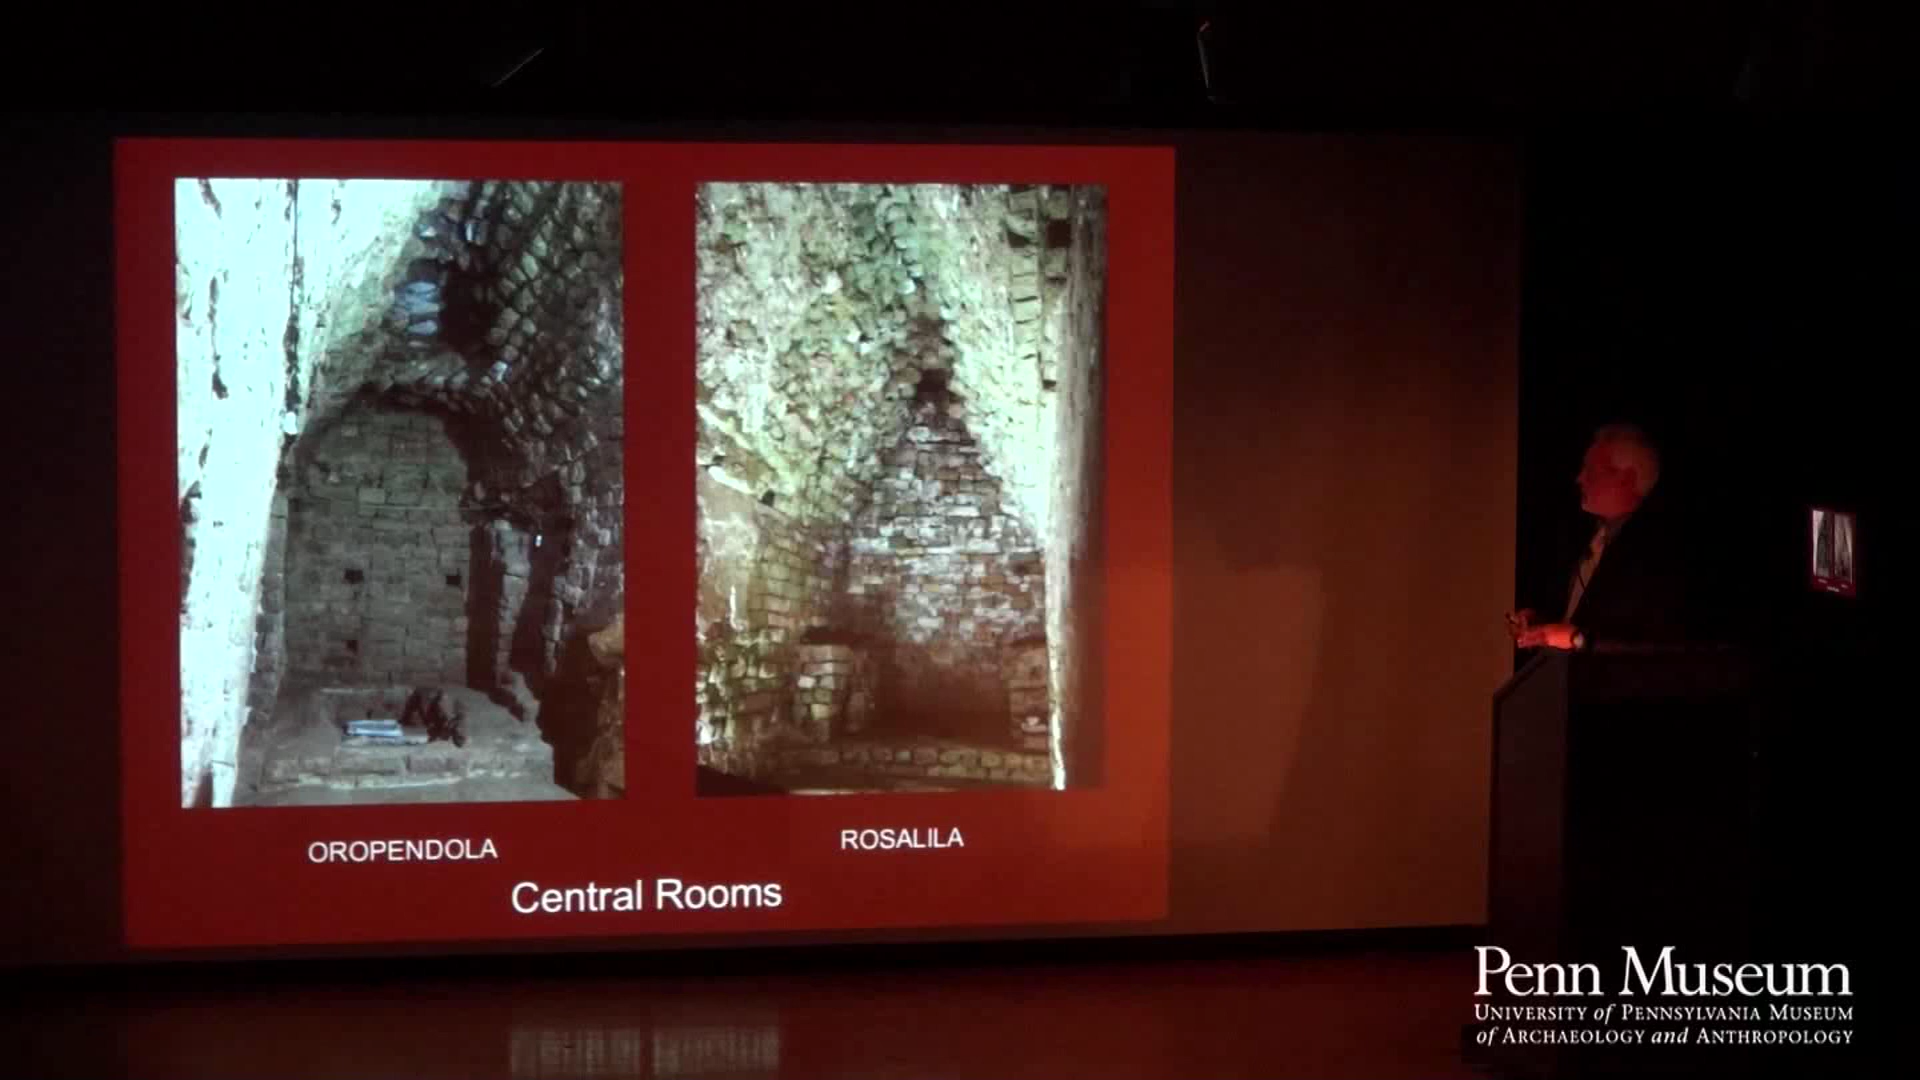 OROPENDOLA
ROSALILA
Central Rooms
Penn Museum
UNIVERSITY of PENNSYLVANIA MUSEUM
of ARCHAEOLOGY and ANTHROPOLOGY